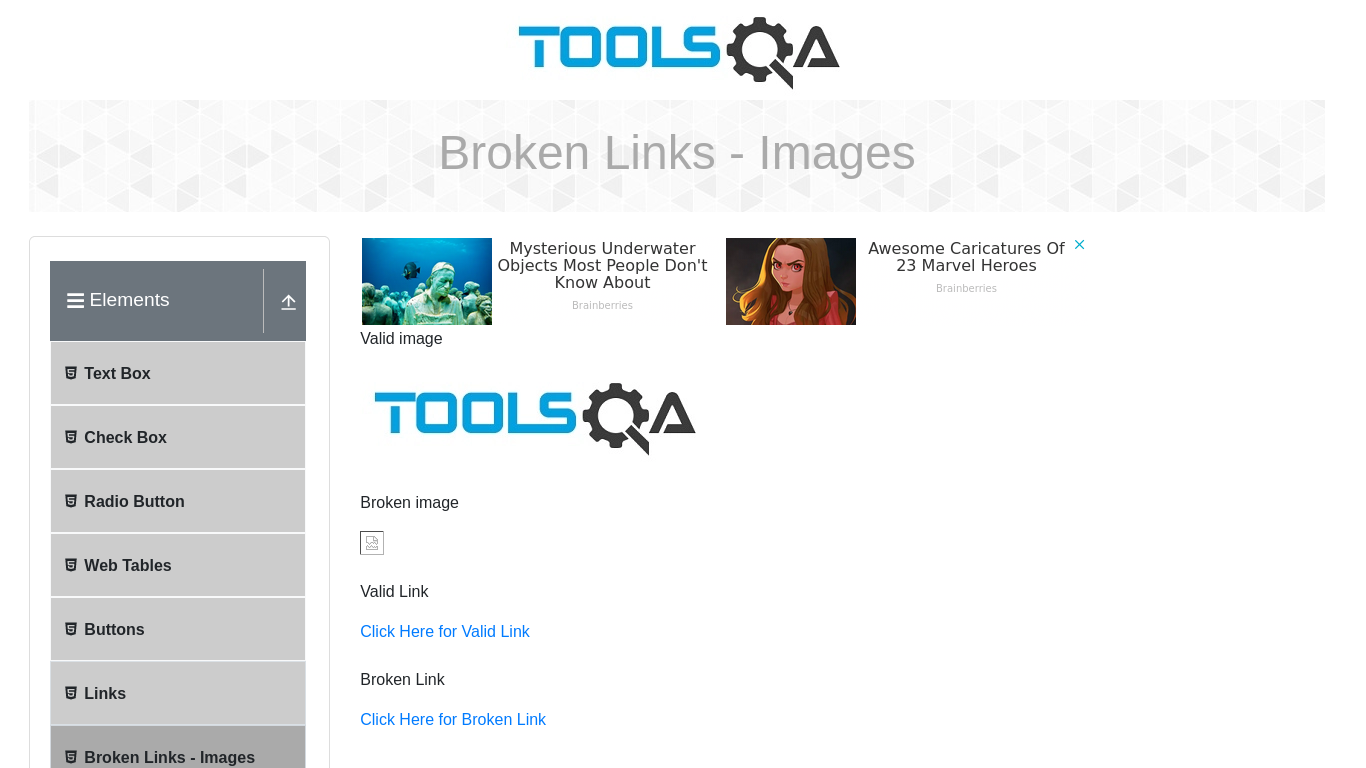 TOOLSQA
Broken Links - Images
Elements
Text Box
Check Box
Radio Button
Web Tables
Buttons
Links
Broken Links - Images
Mysterious Underwater
Objects Most People Don't
Know About
Brainberries
Awesome Caricatures Of
23 Marvel Heroes
Brainberries
Valid image
TOOLSQA
Broken image
Valid Link
Click Here for Valid Link
Broken Link
Click Here for Broken Link